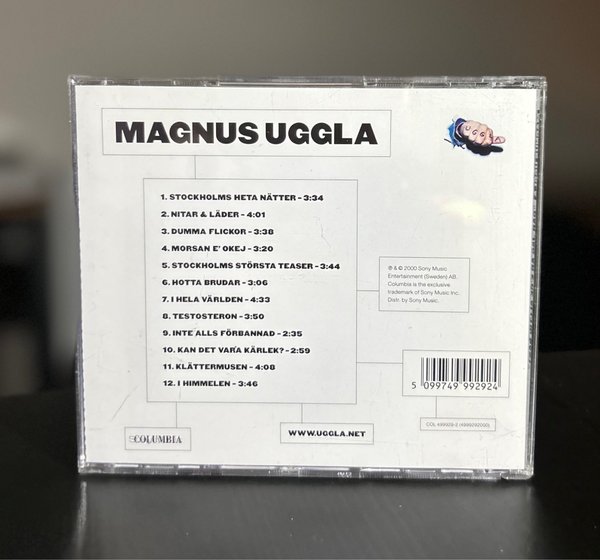 MAGNUS UGGLA
1. STOCKHOLMS HETA NÄTTER – 3:34
2. NITAR & LÄDER – 4:01
3. DUMMA FLICKOR – 3:38
4. MORSAN E' OKEJ – 3:20
5. STOCKHOLMS STÖRSTA TEASER – 3:44
6. HOTTA BRUDAR – 3:06
7. I HELA VÄRLDEN – 4:33
8. TESTOSTERON – 3:50
9. INTE ALLS FÖRBANNAD – 2:35
10. KAN DET VARA KÄRLEK? – 2:59
11. KLÄTTERMUSEN – 4:08
12. I HIMMELEN – 3:46
℗ & © 2000 Sony Music
Entertainment (Sweden) AB.
Columbia is the exclusive
trademark of Sony Music Inc.
Distr. by Sony Music.
5 099749 992924
COL 499929-2 (4999292000)
COLUMBIA
WWW.UGGLA.NET